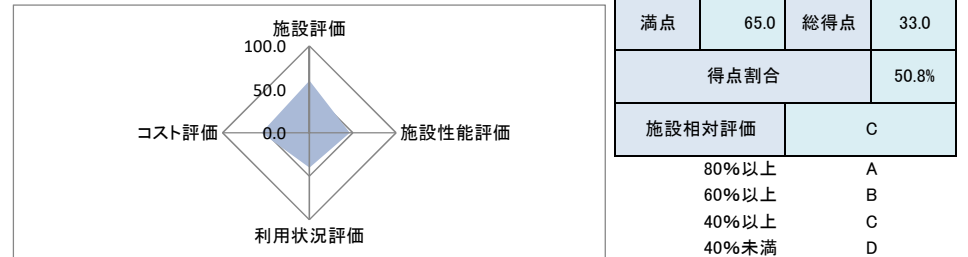 施設評価
100.0
50.0
コスト評価
0.0
施設性能評価
利用状況評価
満点 65.0 総得点 33.0
得点割合 50.8%
施設相対評価 C
80%以上 A
60%以上 B
40%以上 C
40%未満 D